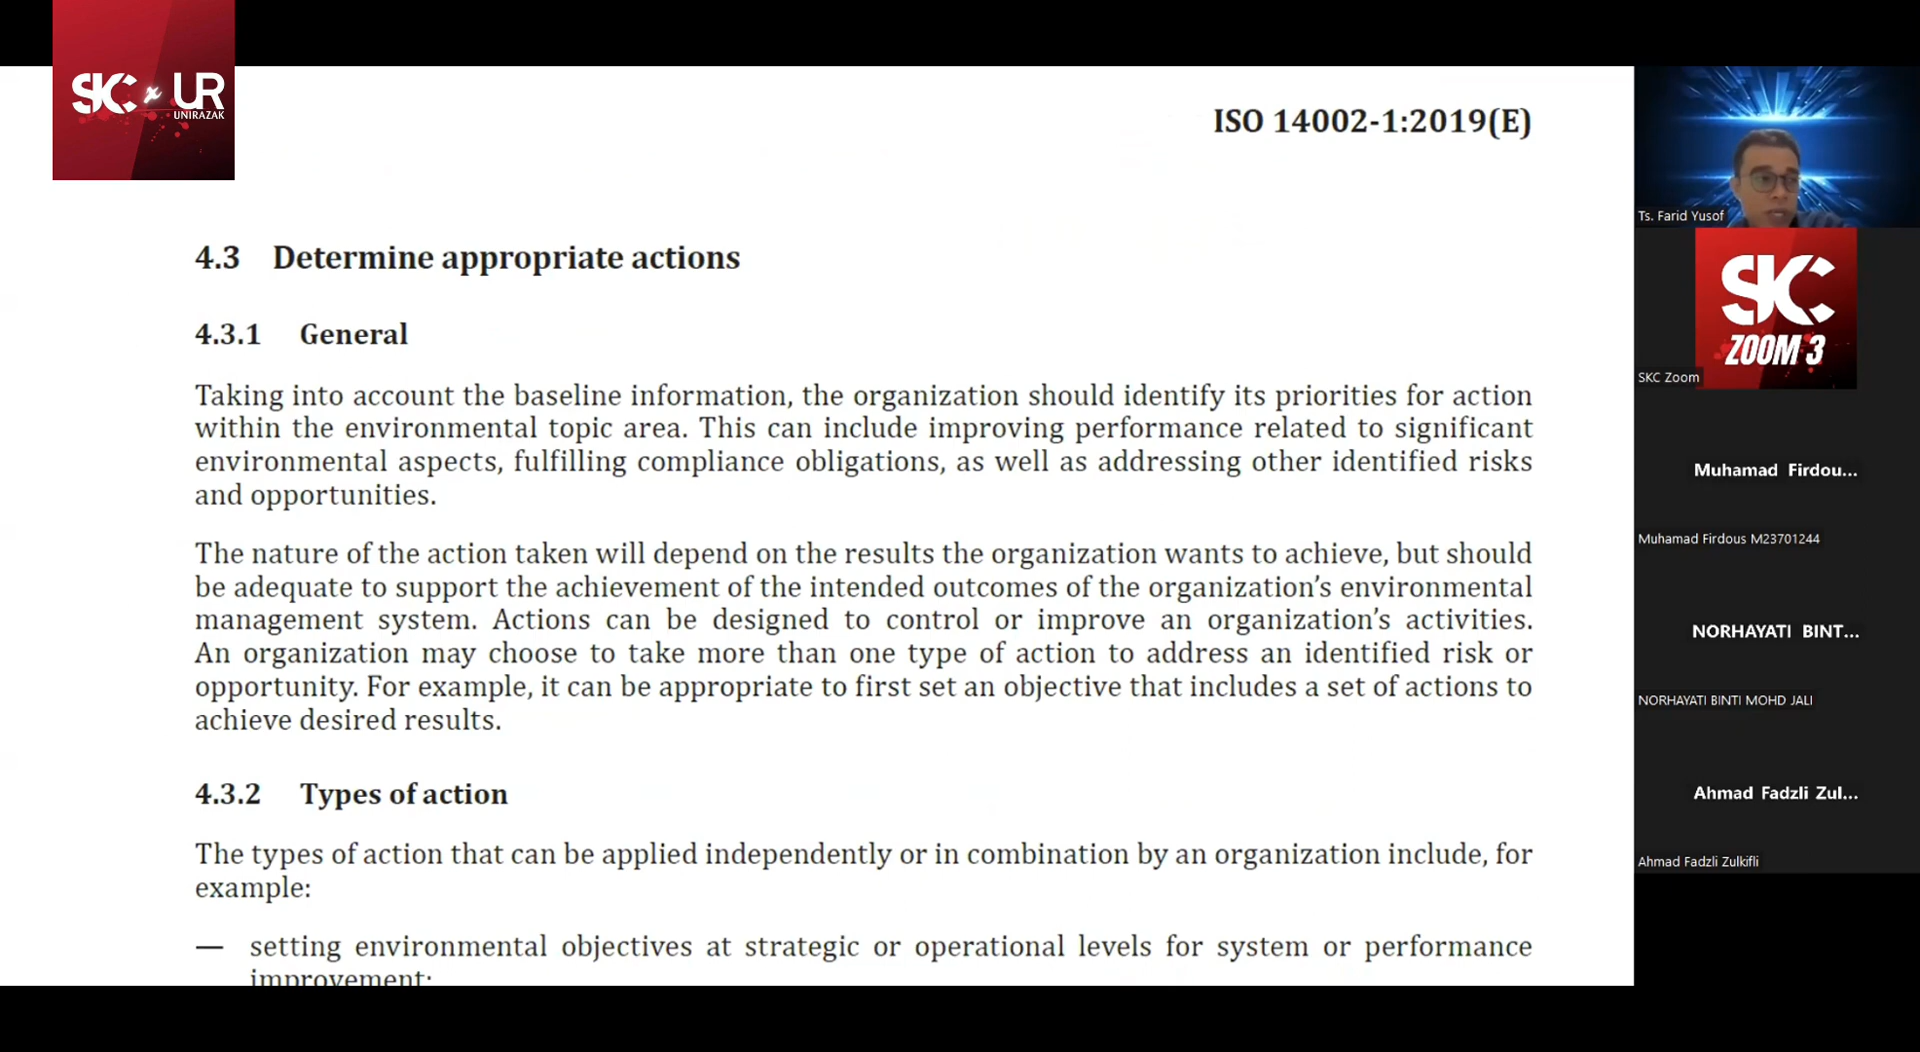 SKC x UR
UNIRAZAK
ISO 14002-1:2019(E)
4.3 Determine appropriate actions
4.3.1 General
Taking into account the baseline information, the organization should identify its priorities for action
within the environmental topic area. This can include improving performance related to significant
environmental aspects, fulfilling compliance obligations, as well as addressing other identified risks
and opportunities.
The nature of the action taken will depend on the results the organization wants to achieve, but should
be adequate to support the achievement of the intended outcomes of the organization’s environmental
management system. Actions can be designed to control or improve an organization’s activities.
An organization may choose to take more than one type of action to address an identified risk or
opportunity. For example, it can be appropriate to first set an objective that includes a set of actions to
achieve desired results.
4.3.2 Types of action
The types of action that can be applied independently or in combination by an organization include, for
example:
— setting environmental objectives at strategic or operational levels for system or performance
improvement;
Ts. Farid Yusof
SKC
ZOOM 3
SKC Zoom
Muhamad Firdou...
Muhamad Firdous M23701244
NORHAYATI BINT...
NORHAYATI BINTI MOHD JALI
Ahmad Fadzli Zul...
Ahmad Fadzli Zulkifli